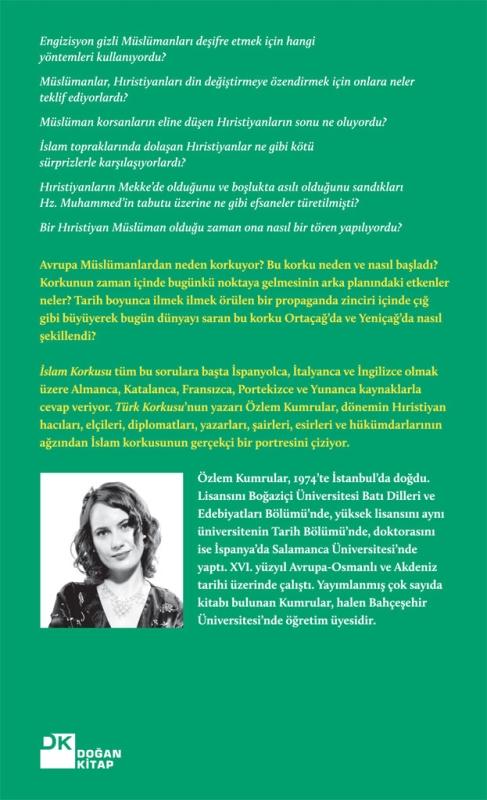 Engizisyon gizli Müslümanları deşifre etmek için hangi
yöntemleri kullanıyordu?
Müslümanlar, Hıristiyanları din değiştirmeye özendirmek için onlara neler
teklif ediyorlardı?
Müslüman korsanların eline düşen Hıristiyanların sonu ne oluyordu?
İslam topraklarında dolaşan Hıristiyanlar ne gibi kötü
sürprizlerle karşılaşıyorlardı?
Hıristiyanların Mekke'de olduğunu ve boşlukta asılı olduğunu sandıkları
Hz. Muhammed'in tabutu üzerine ne gibi efsaneler türetilmişti?
Bir Hıristiyan Müslüman olduğu zaman ona nasıl bir tören yapılıyordu?
Avrupa Müslümanlardan neden korkuyor? Bu korku neden ve nasıl başladı?
Korkunun zaman içinde bugünkü noktaya gelmesinin arka planındaki etkenler
neler? Tarih boyunca ilmek ilmek örülen bir propaganda zinciri içinde çığ
gibi büyüyerek bugün dünyayı saran bu korku Ortaçağ'da ve Yeniçağ'da nasıl
şekillendi?
İslam Korkusu tüm bu sorulara başta İspanyolca, İtalyanca ve İngilizce olmak
üzere Almanca, Katalanca, Fransızca, Portekizce ve Yunanca kaynaklarla
cevap veriyor. Türk Korkusu'nun yazarı Özlem Kumrular, dönemin Hıristiyan
hacıları, elçileri, diplomatları, yazarları, şairleri, esirleri ve hükümdarlarının
ağzından İslam korkusunun gerçekçi bir portresini çiziyor.
Özlem Kumrular, 1974'te İstanbul'da doğdu.
Lisansını Boğaziçi Üniversitesi Batı Dilleri ve
Edebiyatları Bölümü'nde, yüksek lisansını aynı
üniversitenin Tarih Bölümü'nde, doktorasını
ise İspanya'da Salamanca Üniversitesi'nde
yaptı. XVI. yüzyıl Avrupa-Osmanlı ve Akdeniz
tarihi üzerinde çalıştı. Yayımlanmış çok sayıda
kitabı bulunan Kumrular, halen Bahçeşehir
Üniversitesi'nde öğretim üyesidir.
DK
DOĞAN
KİTAP